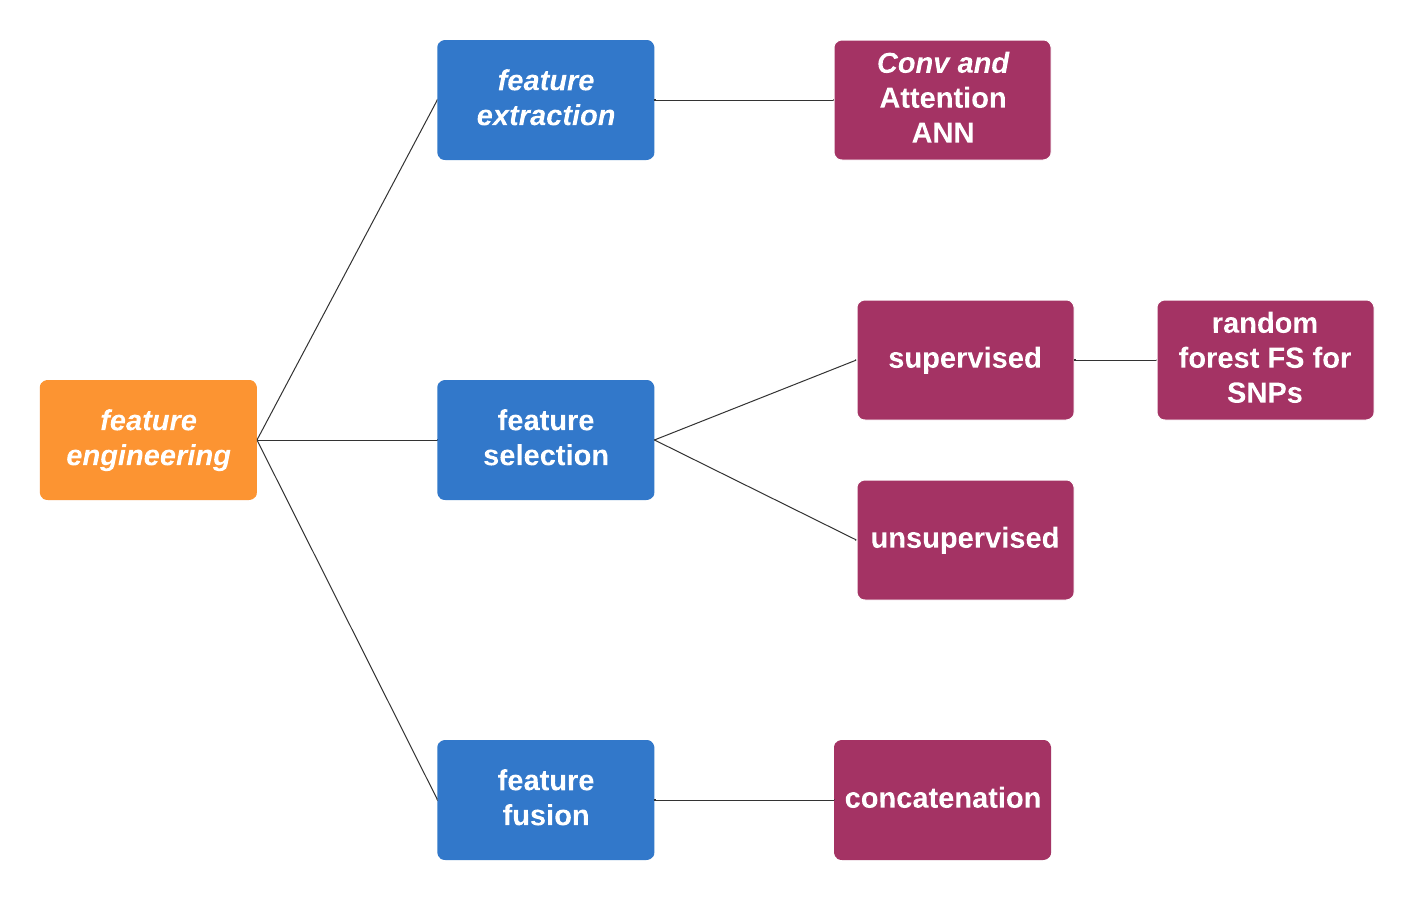 feature
extraction
Conv and
Attention
ANN
feature
engineering
feature
selection
supervised
random
forest FS for
SNPs
unsupervised
feature
fusion
concatenation